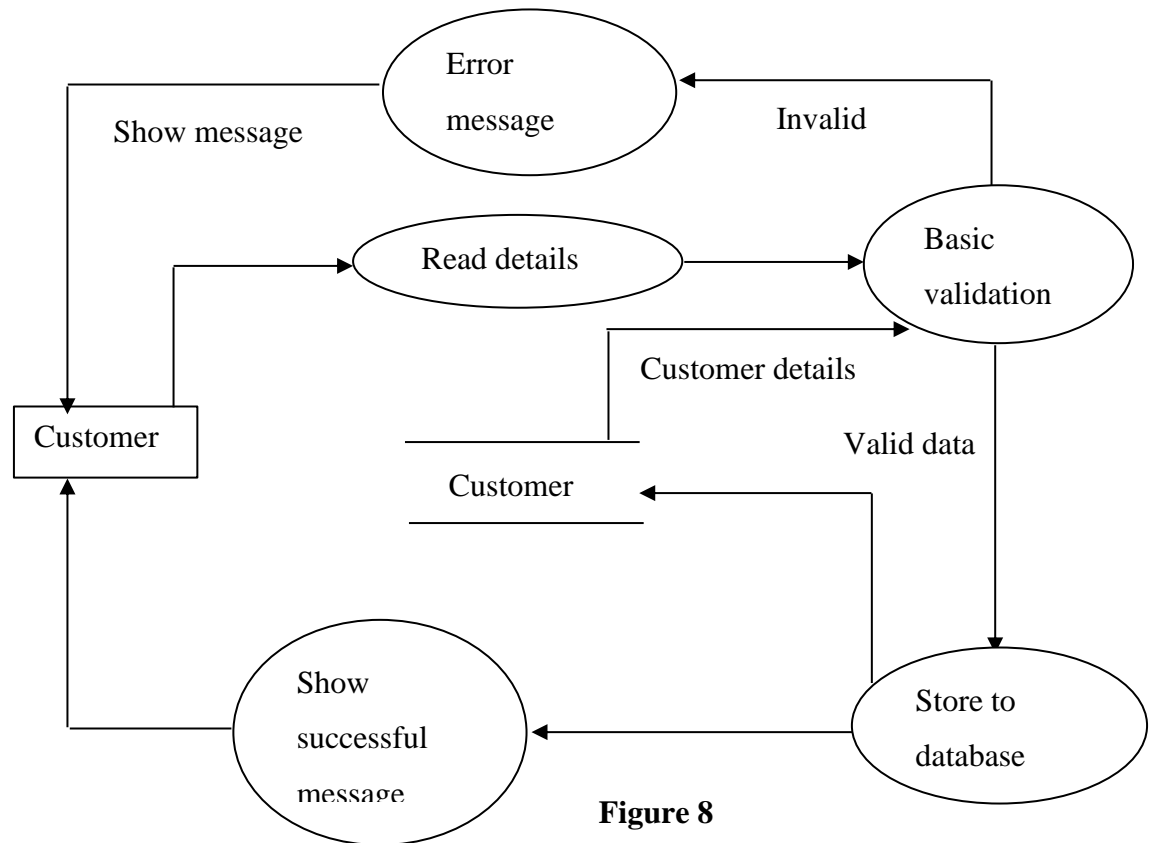 Error
message
Show message
Invalid
Read details
Basic
validation
Customer details
Customer
Valid data
Customer
Show
successful
message
Store to
database
Figure 8